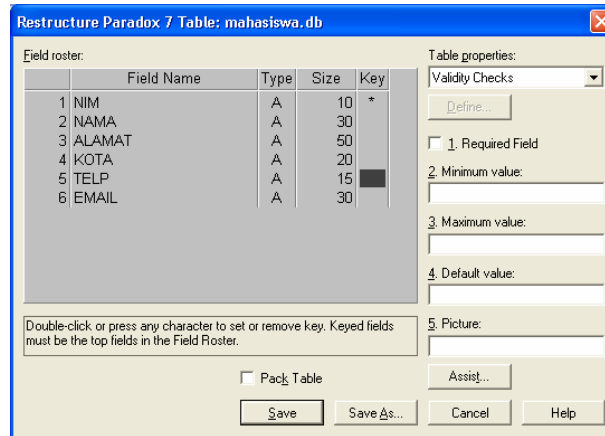 Restructure Paradox 7 Table: mahasiswa.db
Field roster:
Field Name Type Size Key
1 NIM A 10 *
2 NAMA A 30
3 ALAMAT A 50
4 KOTA A 20
5 TELP A 15
6 EMAIL A 30
Double-click or press any character to set or remove key. Keyed fields
must be the top fields in the Field Roster.
Pack Table
Save
Save As...
Table properties:
Validity Checks
Define...
1. Required Field
2. Minimum value:
3. Maximum value:
4. Default value:
5. Picture:
Assist...
Cancel
Help